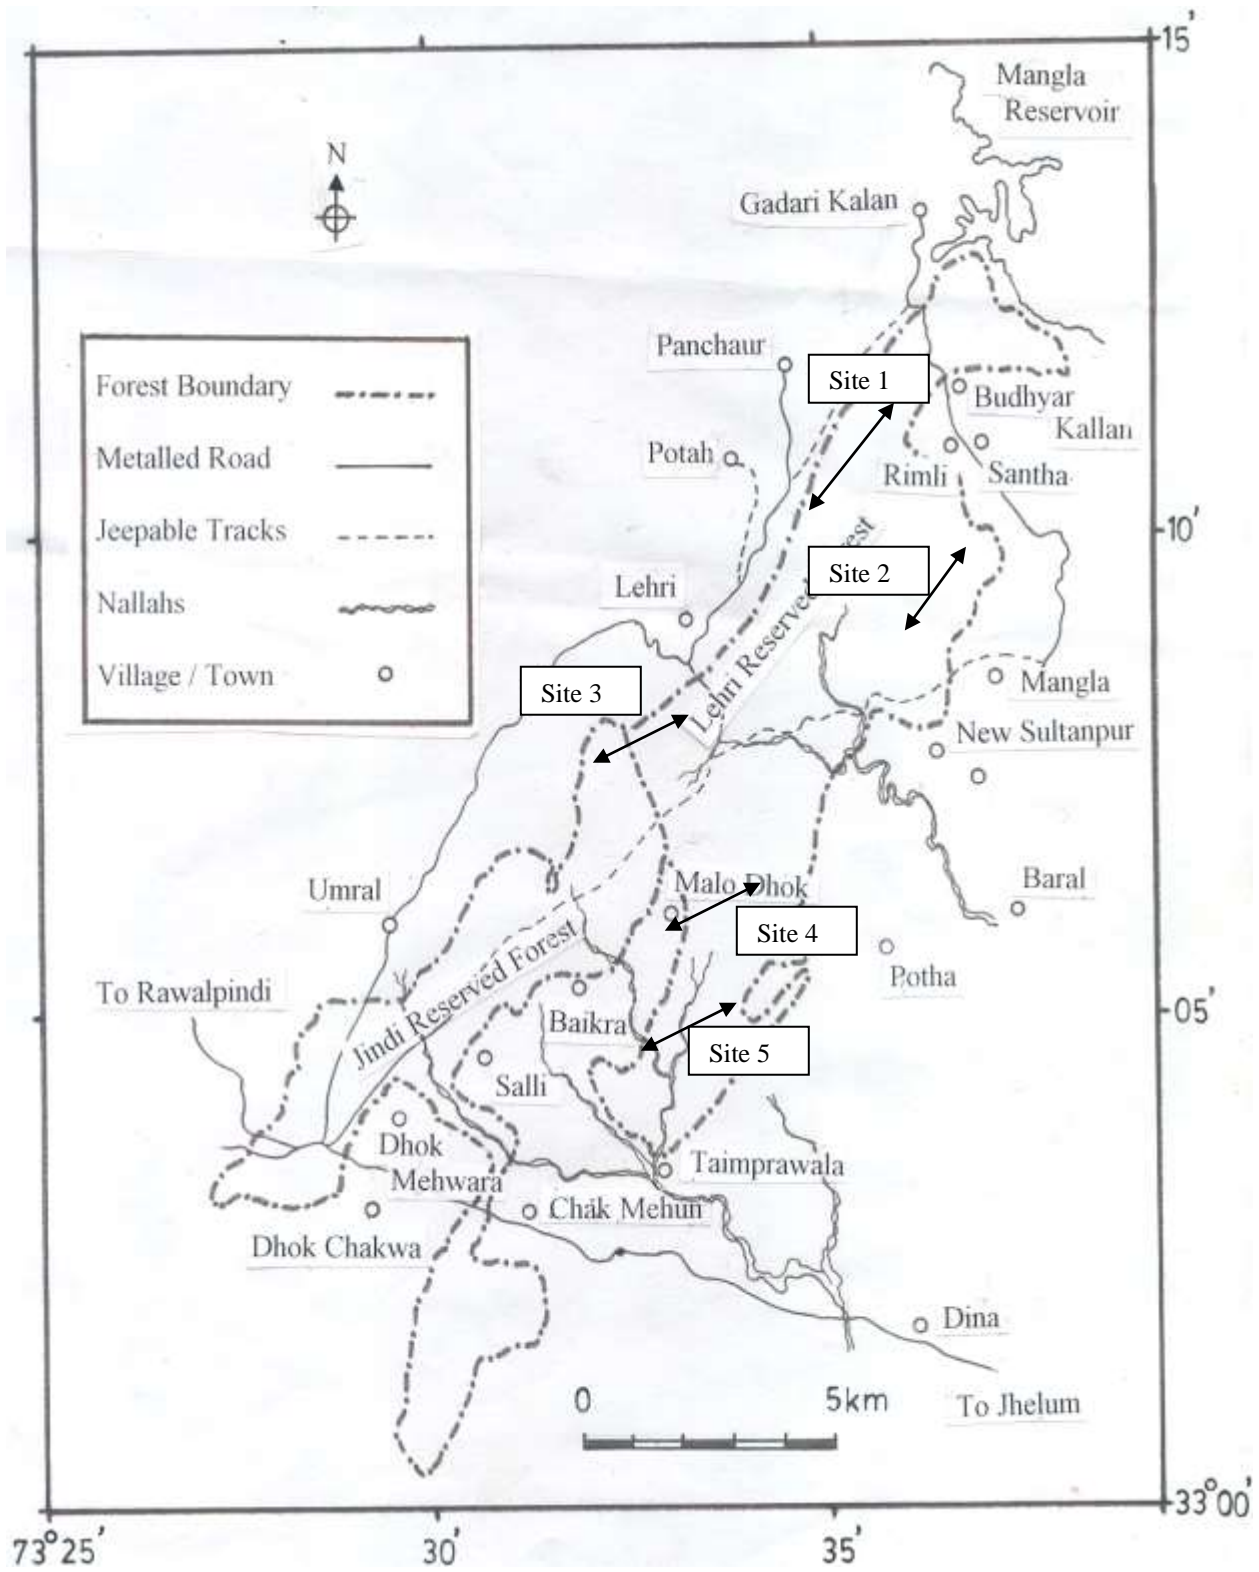 15'
Mangla
Reservoir
N
Gadari Kalan
Panchaur
Site 1
Forest Boundary
Budhyar
Kallan
Metalled Road
Potah
Rimli
Santha
Jeepable Tracks
10'
Lehri
Site 2
Nallahs
Village / Town
Site 3
Lehri Reserved
Mangla
New Sultanpur
Malo Dhok
Baral
Umral
Site 4
Potha
To Rawalpindi
Jindi Reserved Forest
05'
Baikra
Site 5
Salli
Dhok
Mehwara
Taimprawala
Chak Mehun
Dhok Chakwa
Dina
0 5km
To Jhelum
33°00'
73°25' 30' 35'